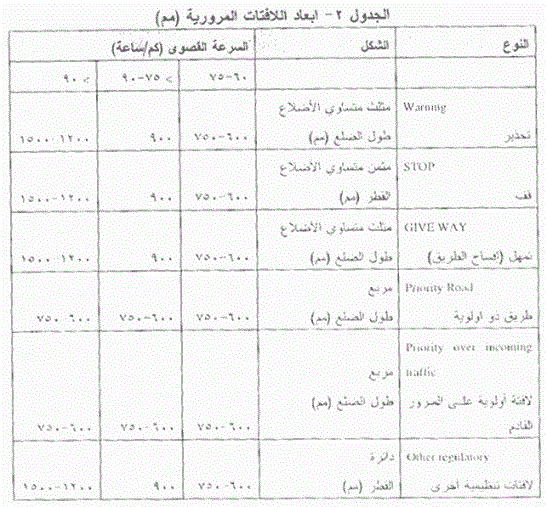 الجدول ٢- ابعاد اللافتات المرورية (مم)
النوع الشكل السرعة القصوى (كم/ساعة)
٦٠-٧٥ > ٧٥-٩٠ > ٩٠
Warning مثلث متساوي الأضلاع
تحذير طول الضلع (مم) ٦٠٠-٧٥٠ ٩٠٠ ١٢٠٠-١٥٠٠
STOP مثمن متساوي الأضلاع
قف القطر (مم) ٦٠٠-٧٥٠ ٩٠٠ ١٢٠٠-١٥٠٠
GIVE WAY مثلث متساوي الأضلاع
تمهل (افساح الطريق) طول الضلع (مم) ٦٠٠-٧٥٠ ٩٠٠ ١٢٠٠-١٥٠٠
Priority Road مربع
طريق ذو اولوية طول الضلع (مم) ٦٠٠-٧٥٠ ٦٠٠-٧٥٠ ٦٠٠-٧٥٠
Priority over incoming
traffic مربع
لافتة أولوية على المرور طول الضلع (مم)
القادم ٦٠٠-٧٥٠ ٦٠٠-٧٥٠ ٦٠٠-٧٥٠
Other regulatory دائرة
لافتات تنظيمية أخرى القطر (مم) ٦٠٠-٧٥٠ ٩٠٠ ١٢٠٠-١٥٠٠